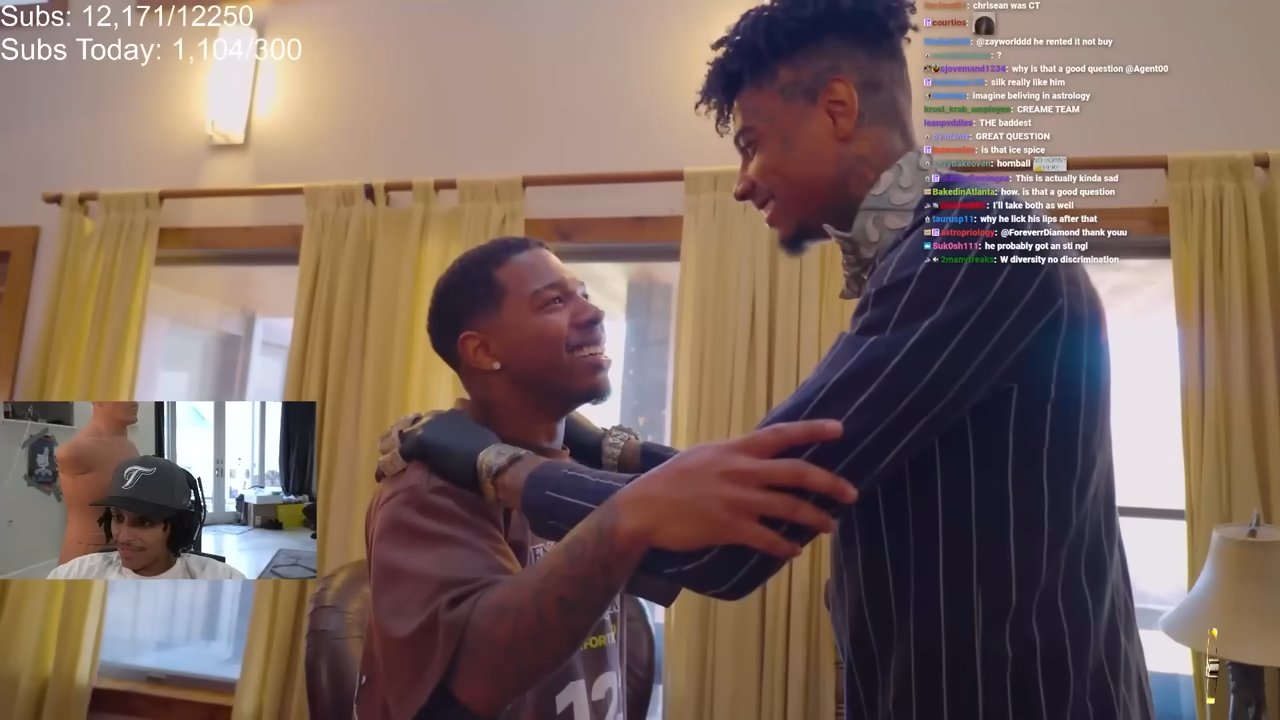 Subs: 12,171/12250
Subs Today: 1,104/300
chrisean was CT
courtios:
: @zayworlddd he rented it not buy
: ?
sjovemand1234: why is that a good question @Agent00
: silk really like him
: imagine beliving in astrology
krust_krab_employee: CREAME TEAM
leanpvddles: THE baddest
: GREAT QUESTION
: is that ice spice
: hornball
: This is actually kinda sad
BakedinAtlanta: how. is that a good question
: I'll take both as well
taurusp11: why he lick his lips after that
astropriology: @ForeverrDiamond thank youu
Suk0sh111: he probably got an sti ngl
2manyfreaks: W diversity no discrimination
12